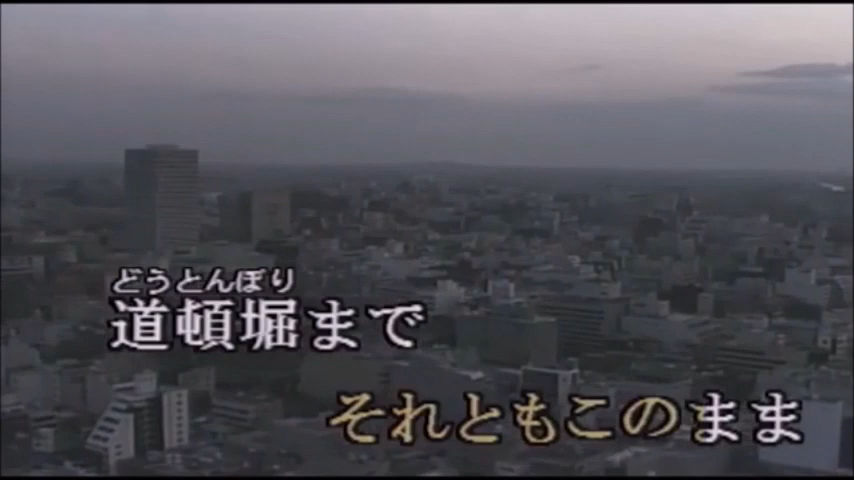 どうとんぼり
道頓堀まで
それともこのまま